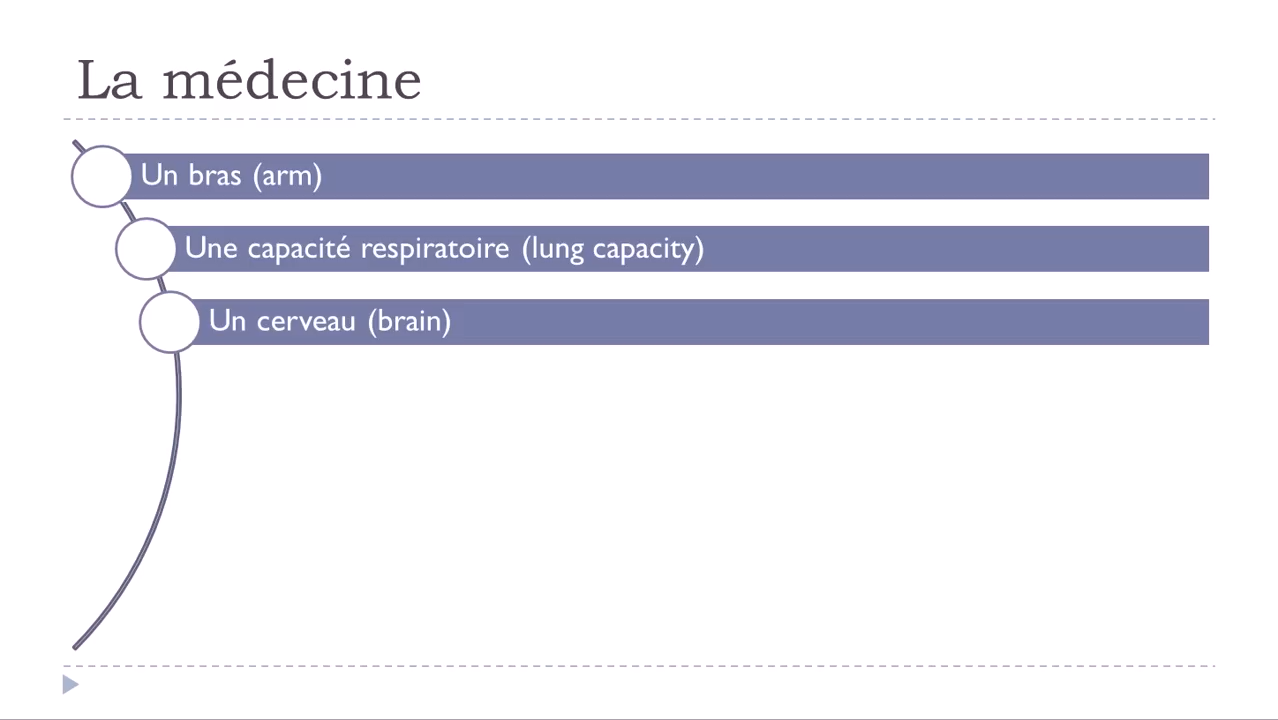 La médecine
Un bras (arm)
Une capacité respiratoire (lung capacity)
Un cerveau (brain)